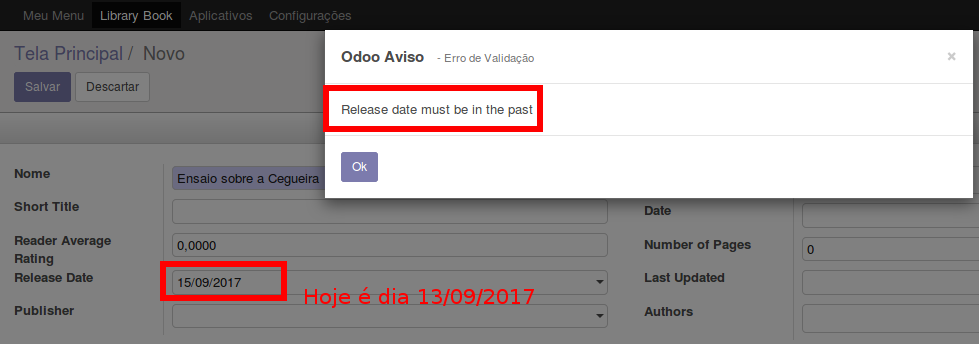 Meu Menu Library Book Aplicativos Configurações
Tela Principal / Novo
Salvar Descartar
Odoo Aviso - Erro de Validação ×
Release date must be in the past
Ok
Nome Ensaio sobre a Cegueira
Short Title Date
Reader Average Rating 0,0000 Number of Pages 0
Release Date 15/09/2017 Last Updated
Hoje é dia 13/09/2017
Publisher Authors